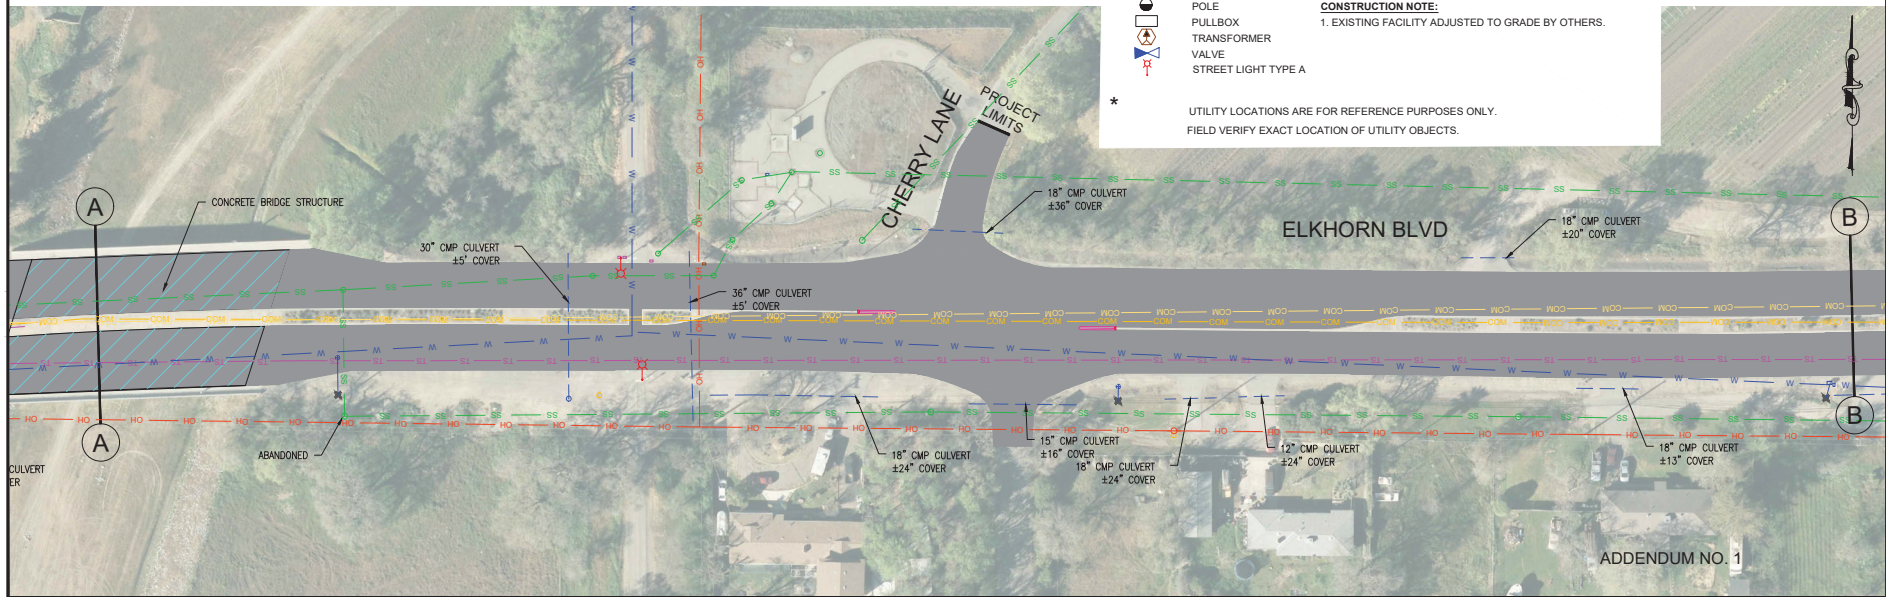 POLE
PULLBOX
TRANSFORMER
VALVE
STREET LIGHT TYPE A
CONSTRUCTION NOTE:
1. EXISTING FACILITY ADJUSTED TO GRADE BY OTHERS.
*
UTILITY LOCATIONS ARE FOR REFERENCE PURPOSES ONLY.
FIELD VERIFY EXACT LOCATION OF UTILITY OBJECTS.
PROJECT
LIMITS
CHERRY LANE
ELKHORN BLVD
A
A
B
B
CONCRETE BRIDGE STRUCTURE
30" CMP CULVERT
±5' COVER
36" CMP CULVERT
±5' COVER
18" CMP CULVERT
±36" COVER
18" CMP CULVERT
±20" COVER
CULVERT
ER
ABANDONED
18" CMP CULVERT
±24" COVER
15" CMP CULVERT
±16" COVER
18" CMP CULVERT
±24" COVER
12" CMP CULVERT
±24" COVER
18" CMP CULVERT
±13" COVER
ADDENDUM NO. 1